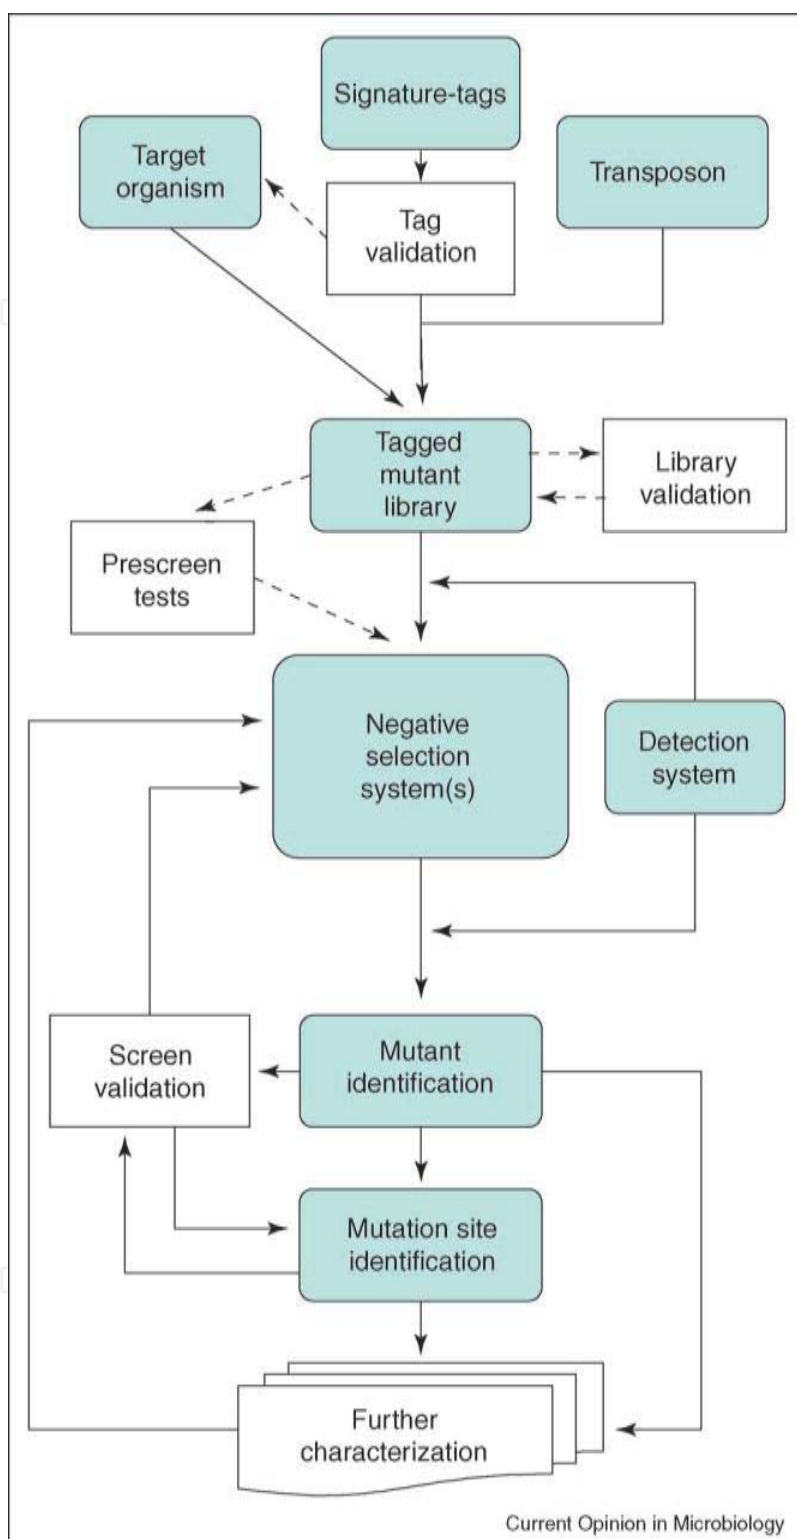 Signature-tags
Target
organism
Transposon
Tag
validation
Tagged
mutant
library
Library
validation
Prescreen
tests
Negative
selection
system(s)
Detection
system
Screen
validation
Mutant
identification
Mutation site
identification
Further
characterization
Current Opinion in Microbiology